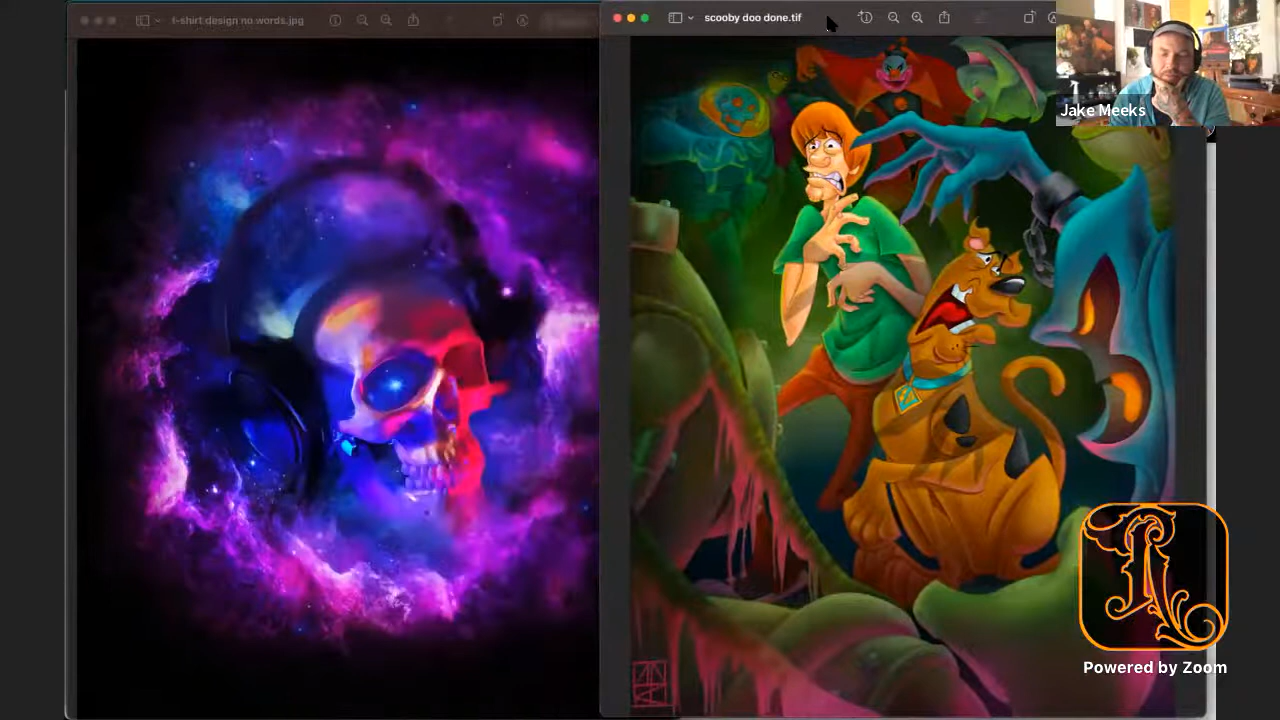 f-shirt design no words.jpg
scooby doo done.tif
Jake Meeks
Powered by Zoom